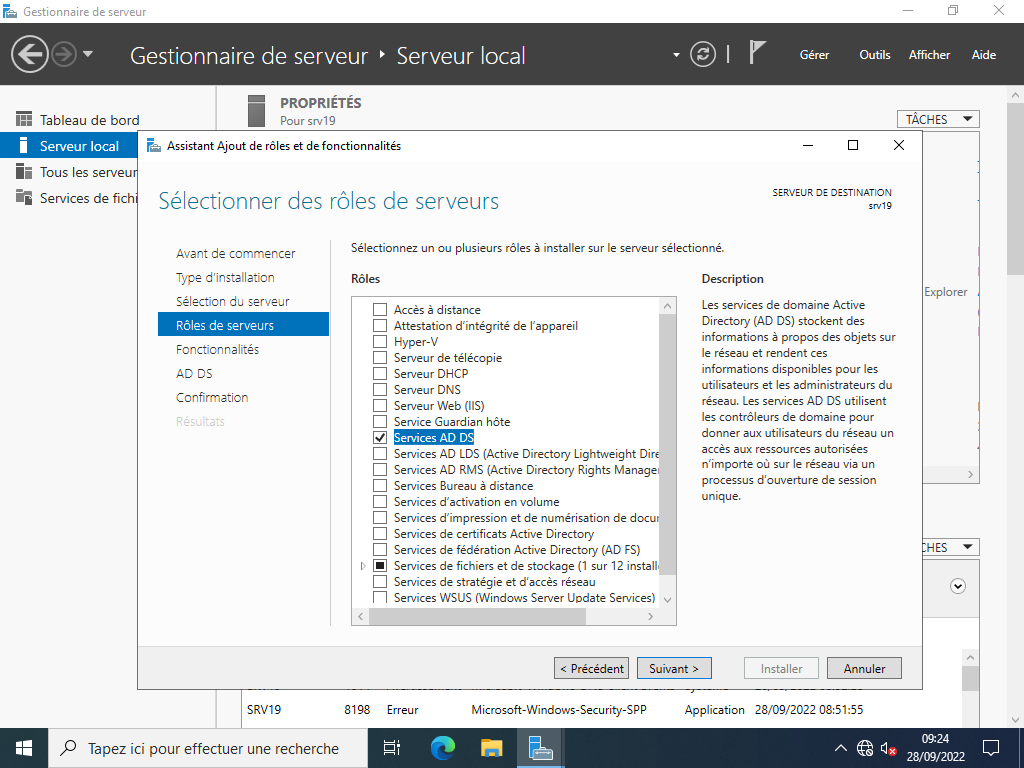 Gestionnaire de serveur
Gestionnaire de serveur • Serveur local
Gérer Outils Afficher Aide
Tableau de bord
Serveur local
Tous les serveur
Services de fichi
PROPRIÉTÉS
Pour srv19
TÂCHES
Assistant Ajout de rôles et de fonctionnalités
Sélectionner des rôles de serveurs
SERVEUR DE DESTINATION
srv19
Avant de commencer
Type d'installation
Sélection du serveur
Rôles de serveurs
Fonctionnalités
AD DS
Confirmation
Résultats
Sélectionnez un ou plusieurs rôles à installer sur le serveur sélectionné.
Rôles
Accès à distance
Attestation d'intégrité de l'appareil
Hyper-V
Serveur de télécopie
Serveur DHCP
Serveur DNS
Serveur Web (IIS)
Service Guardian hôte
Services AD DS
Services AD LDS (Active Directory Lightweight Dire
Services AD RMS (Active Directory Rights Manager
Services Bureau à distance
Services d'activation en volume
Services d'impression et de numérisation de docu
Services de certificats Active Directory
Services de fédération Active Directory (AD FS)
Services de fichiers et de stockage (1 sur 12 install
Services de stratégie et d'accès réseau
Services WSUS (Windows Server Update Services)
Description
Les services de domaine Active
Directory (AD DS) stockent des
informations à propos des objets sur
le réseau et rendent ces
informations disponibles pour les
utilisateurs et les administrateurs du
réseau. Les services AD DS utilisent
les contrôleurs de domaine pour
donner aux utilisateurs du réseau un
accès aux ressources autorisées
n'importe où sur le réseau via un
processus d'ouverture de session
unique.
Explorer
CHES
< Précédent Suivant > Installer Annuler
SRV19 8198 Erreur Microsoft-Windows-Security-SPP Application 28/09/2022 08:51:55
Tapez ici pour effectuer une recherche
09:24
28/09/2022